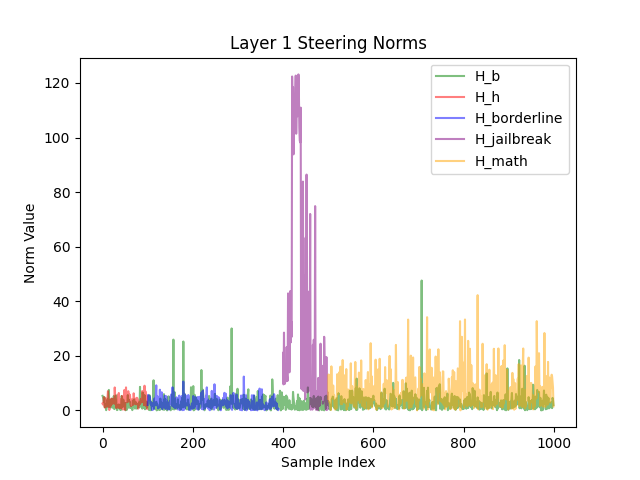 Layer 1 Steering Norms
120
100
80
60
40
20
0
Norm Value
0 200 400 600 800 1000
Sample Index
H_b
H_h
H_borderline
H_jailbreak
H_math